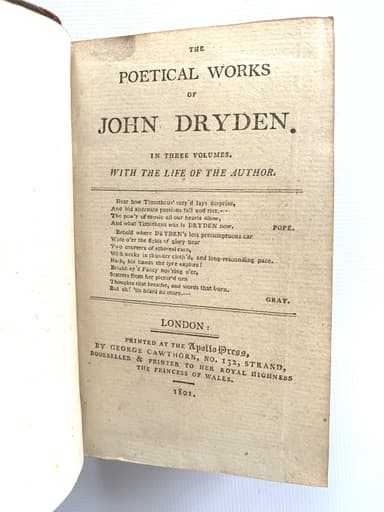 THE
POETICAL WORKS
OF
JOHN DRYDEN.
IN THREE VOLUMES.
WITH THE LIFE OF THE AUTHOR.
Hear how Timotheus' vary'd lays surprise,
And bid alternate passions fall and rise.—
The pow'r of music all our hearts allow,
And what Timotheus was is DRYDEN now. POPE.
Behold where DRYDEN's less presumptuous car
Wide o'er the fields of glory bear
Two coursers of ethereal race,
With necks in thunder cloth'd, and long-resounding pace.
Hark, his hands the lyre explore!
Bright-ey'd Fancy hov'ring o'er,
Scatters from her pictur'd urn
Thoughts that breathe, and words that burn.
But ah! 'tis heard no more.— GRAY.
LONDON:
PRINTED AT THE Apollo Press,
BY GEORGE CAWTHORN, NO. 132, STRAND,
BOOKSELLER & PRINTER TO HER ROYAL HIGHNESS
THE PRINCESS OF WALES.
1801.